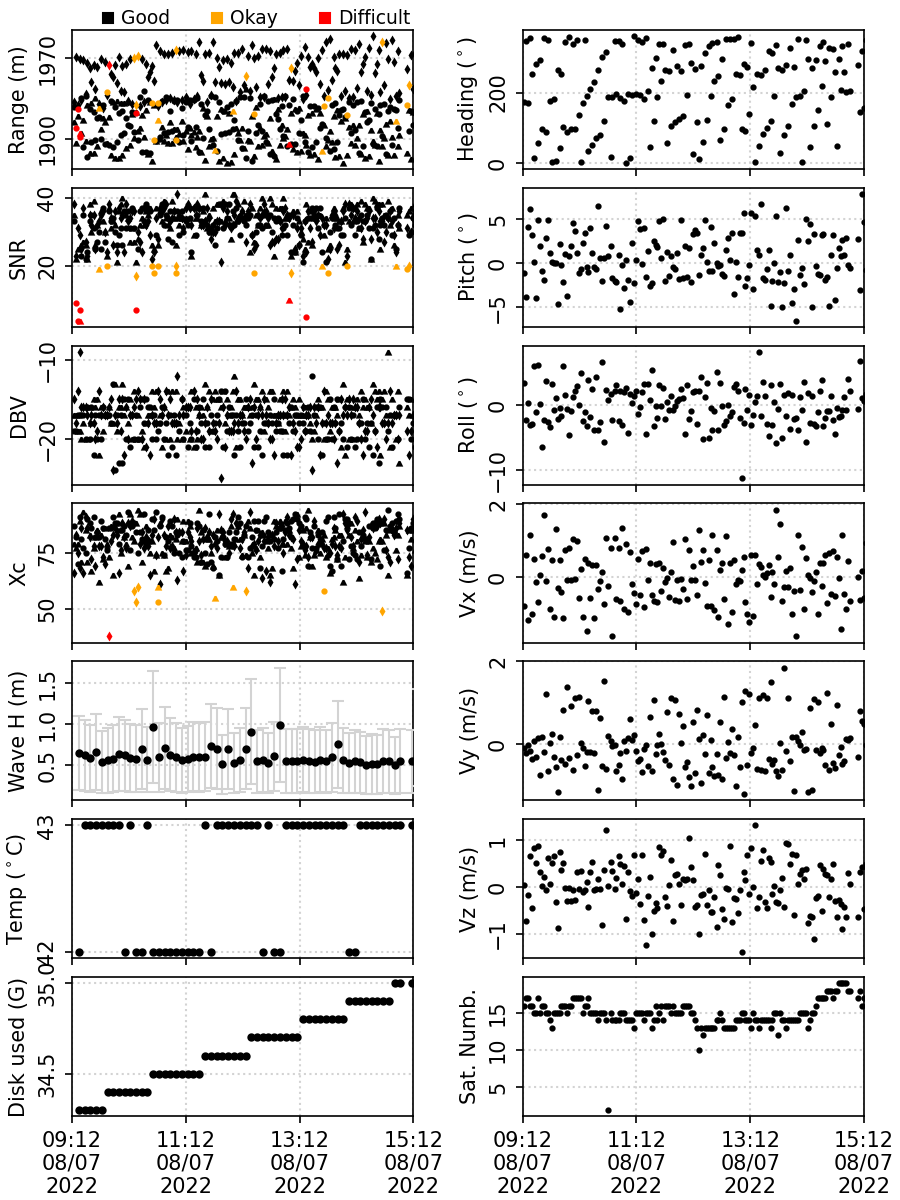 Good Okay Difficult
Range (m)
1970
1900
Heading (°)
200
0
SNR
40
20
Pitch (°)
5
0
−5
DBV
−10
−20
Roll (°)
0
−10
Xc
75
50
Vx (m/s)
2
0
Wave H (m)
1.5
1.0
0.5
Vy (m/s)
2
0
Temp (°C)
43
42
Vz (m/s)
1
0
−1
Disk used (G)
35.0
34.5
Sat. Numb.
15
10
5
09:12 11:12 13:12 15:12 09:12 11:12 13:12 15:12
08/07 08/07 08/07 08/07 08/07 08/07 08/07 08/07
2022 2022 2022 2022 2022 2022 2022 2022